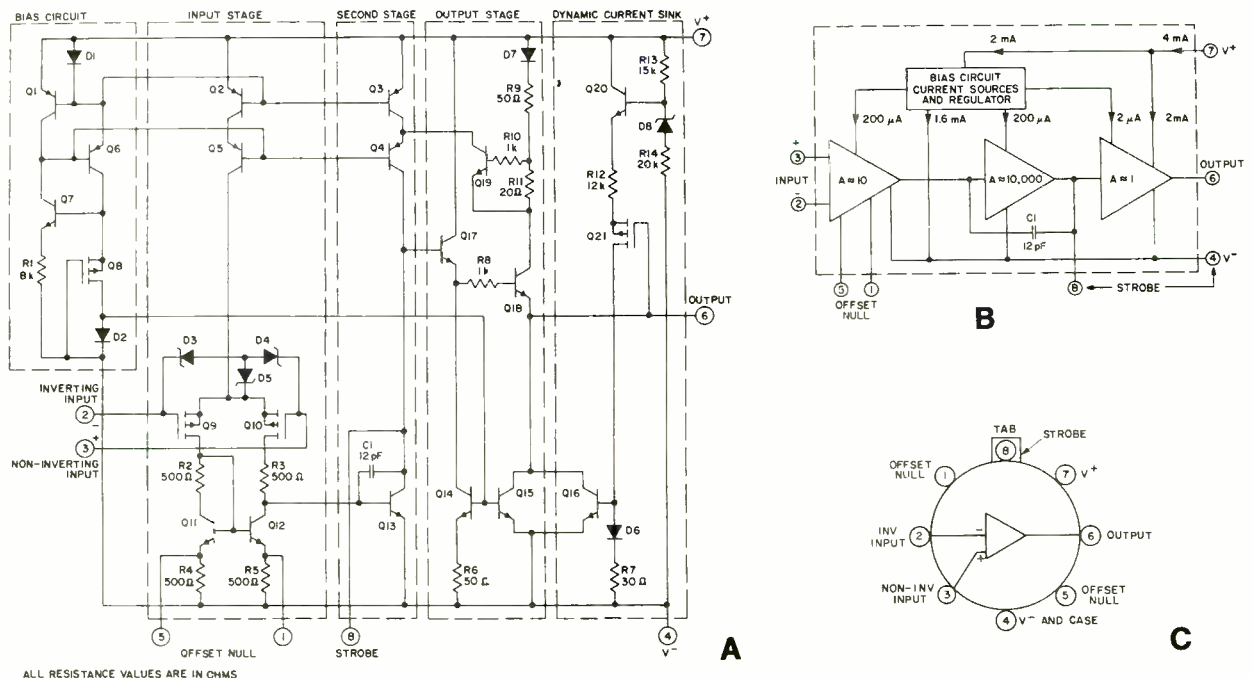 BIAS CIRCUIT
INPUT STAGE
SECOND STAGE
OUTPUT STAGE
DYNAMIC CURRENT SINK
V+
7
D1
Q1
Q2
Q3
Q6
Q5
Q4
Q7
R1
8k
Q8
D2
D7
R9
50Ω
R10
1k
Q19
R11
20Ω
Q17
R8
1k
Q18
Q20
R13
15k
D8
R14
20k
R12
12k
Q21
OUTPUT
6
D3
D4
D5
INVERTING
INPUT
2
-
+
3
NON-INVERTING
INPUT
Q9
Q10
R2
500Ω
R3
500Ω
C1
12pF
Q11
Q12
Q13
Q14
Q15
Q16
D6
R4
500Ω
R5
500Ω
R6
50Ω
R7
30Ω
5
1
OFFSET NULL
8
STROBE
4
V-
A
ALL RESISTANCE VALUES ARE IN OHMS
2 mA
4 mA
7
V+
BIAS CIRCUIT
CURRENT SOURCES
AND REGULATOR
200 µA
1.6 mA
200 µA
2 µA
2mA
+
3
INPUT
-
2
A≈10
A≈10,000
A≈1
OUTPUT
6
C1
12 pF
4
V-
5
1
OFFSET
NULL
8
STROBE
B
TAB
8
STROBE
OFFSET
NULL
1
7
V+
INV
INPUT
2
-
+
6
OUTPUT
NON-INV
INPUT
3
5
OFFSET
NULL
4
V- AND CASE
C